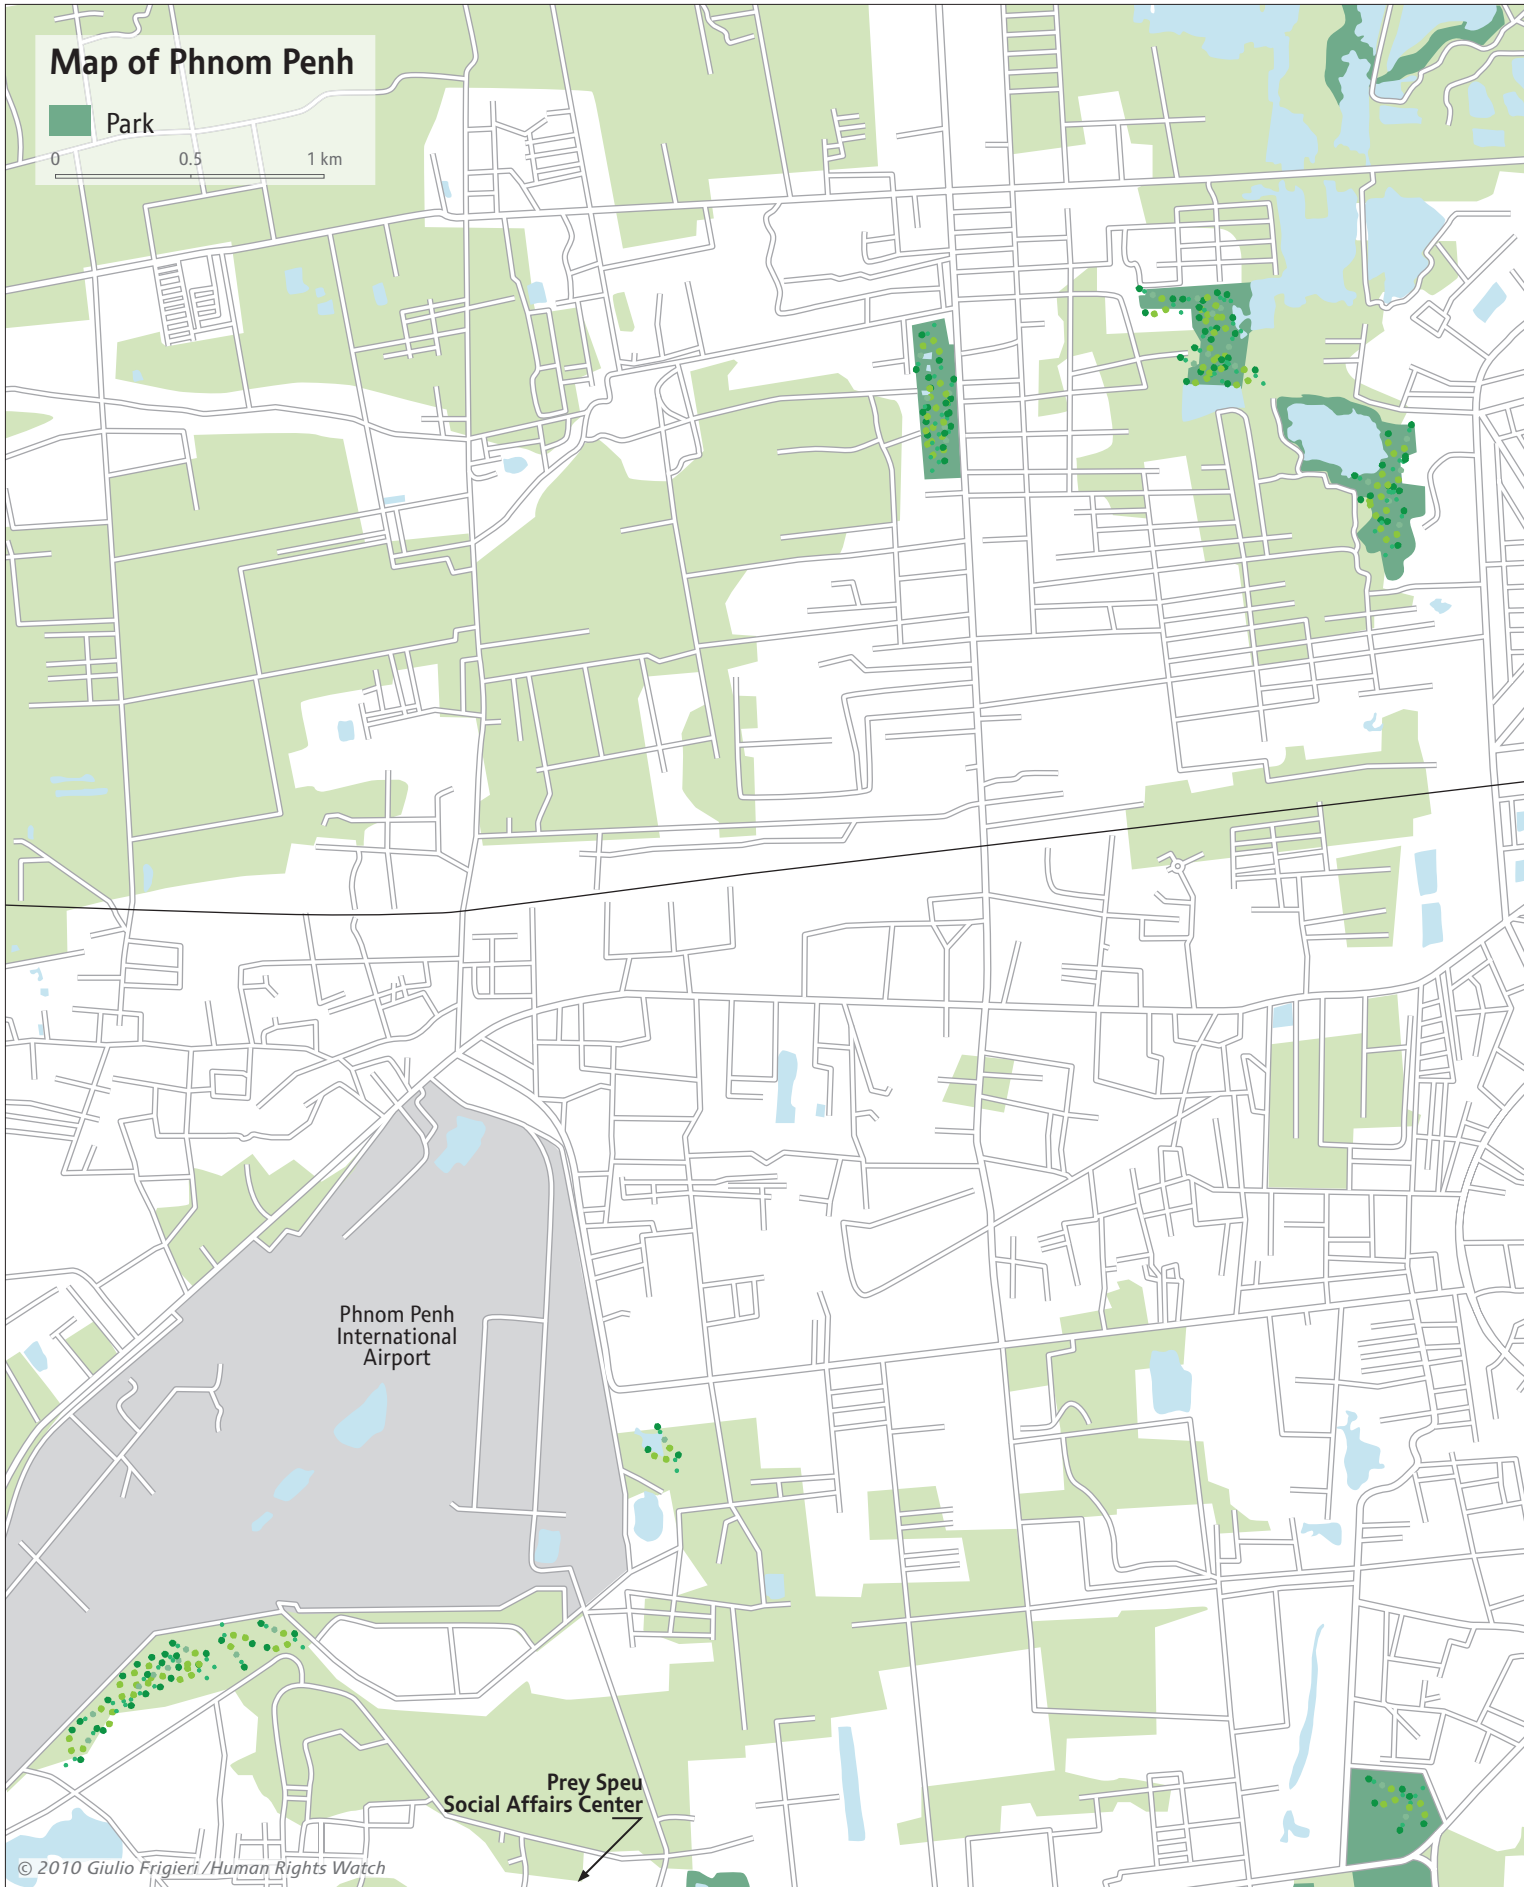 Map of Phnom Penh
Park
0 0.5 1 km
Phnom Penh
International
Airport
Prey Speu
Social Affairs Center
© 2010 Giulio Frigieri /Human Rights Watch